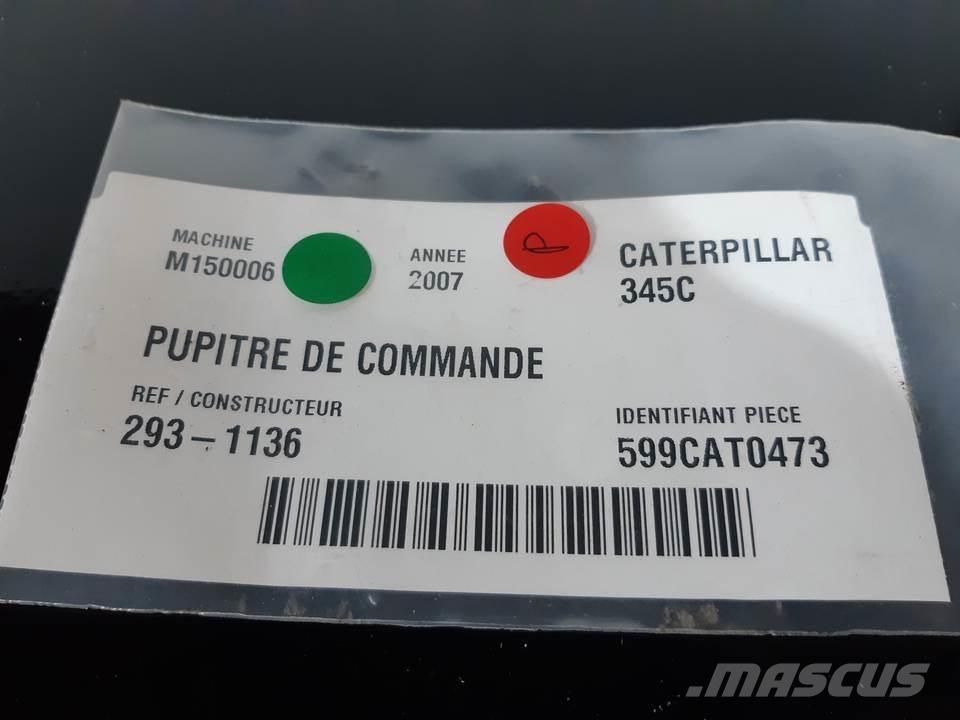 MACHINE
M150006
ANNEE
2007
CATERPILLAR
345C
PUPITRE DE COMMANDE
REF / CONSTRUCTEUR
293-1136
IDENTIFIANT PIECE
599CAT0473
MASCUS